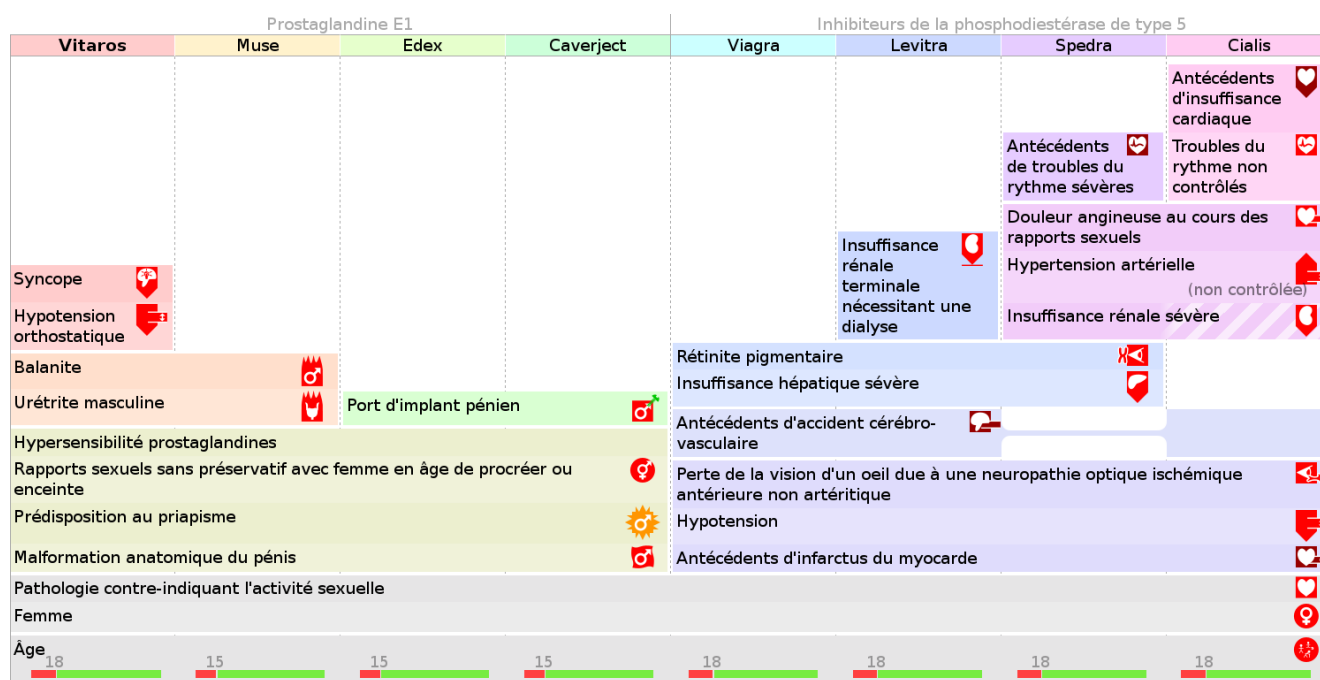 Prostaglandine E1
Inhibiteurs de la phosphodiestérase de type 5
Vitaros
Muse
Edex
Caverject
Viagra
Levitra
Spedra
Cialis
Antécédents
d'insuffisance
cardiaque
Antécédents
de troubles du
rythme sévères
Troubles du
rythme non
contrôlés
Douleur angineuse au cours des
rapports sexuels
Insuffisance
rénale
terminale
nécessitant une
dialyse
Hypertension artérielle
(non contrôlée)
Insuffisance rénale sévère
Syncope
Hypotension
orthostatique
Rétinite pigmentaire
Insuffisance hépatique sévère
Balanite
Urétrite masculine
Port d'implant pénien
Antécédents d'accident cérébro-
vasculaire
Hypersensibilité prostaglandines
Rapports sexuels sans préservatif avec femme en âge de procréer ou
enceinte
Prédisposition au priapisme
Malformation anatomique du pénis
Perte de la vision d'un oeil due à une neuropathie optique ischémique
antérieure non artéritique
Hypotension
Antécédents d'infarctus du myocarde
Pathologie contre-indiquant l'activité sexuelle
Femme
Âge
18
15
15
15
18
18
18
18